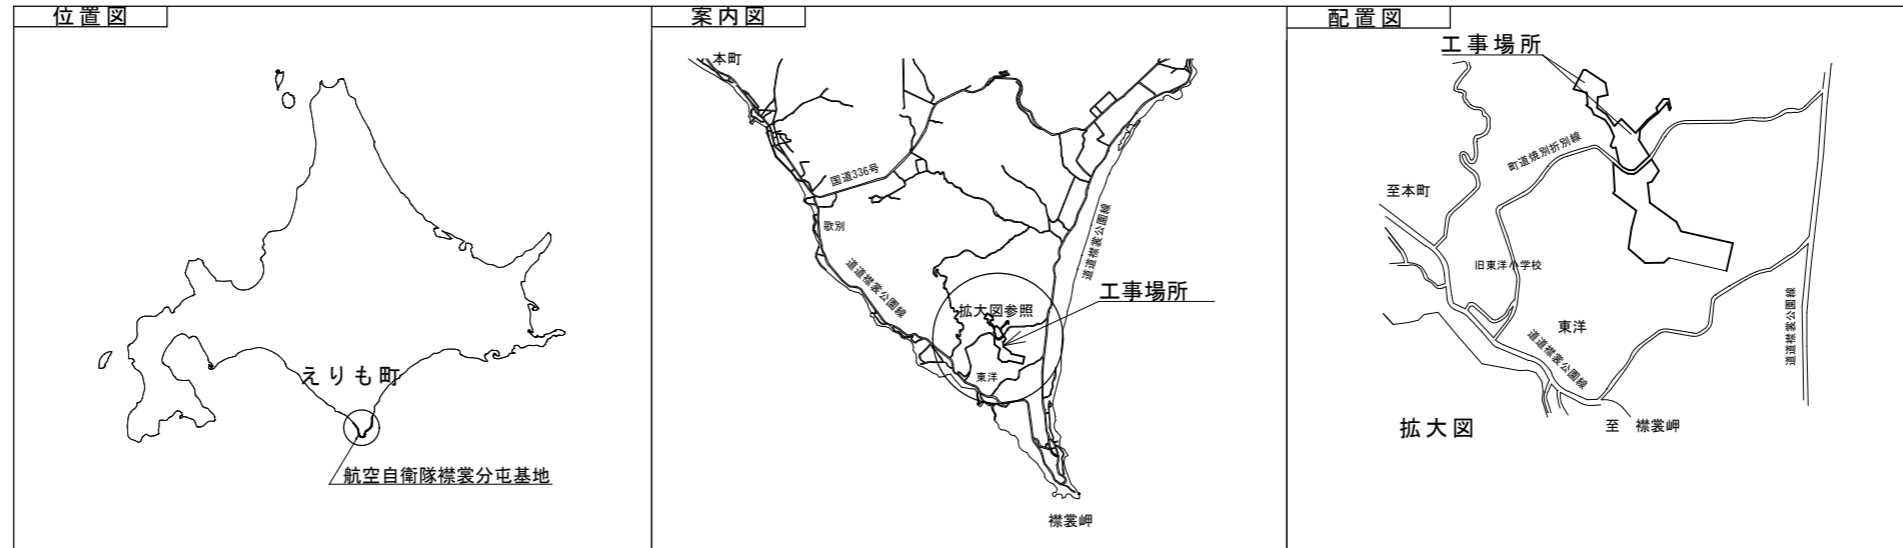 位置図
えりも町
航空自衛隊襟裳分屯基地
案内図
本町
国道336号
歌別
道道襟裳公園線
道道襟裳公園線
工事場所
拡大図参照
東洋
襟裳岬
配置図
工事場所
町道焼別折別線
至本町
旧東洋小学校
東洋
道道襟裳公園線
道道襟裳公園線
拡大図
至 襟裳岬